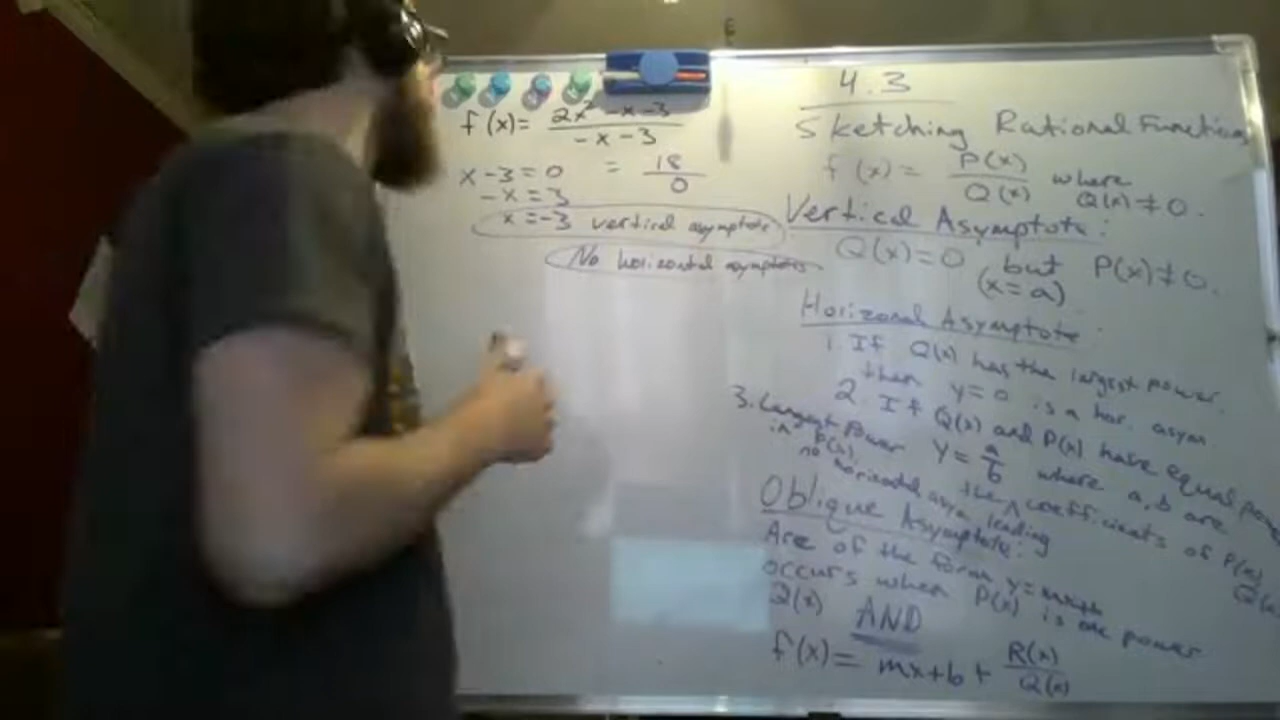 f(x)= 2x² -x-3 / -x-3
x-3=0 = 18/0
-x=3
x=-3 vertical asymptote
No horizontal asymptotes
4.3
Sketching Rational Functions
f(x)= P(x)/Q(x) where Q(x)≠0.
Vertical Asymptote:
Q(x)=0 but P(x)≠0.
(x=a)
Horizonal Asymptote:
1. If Q(x) has the largest power.
then y=0 is a hor. asym.
2. If Q(x) and P(x) have equal power
y= a/b where a,b are
the leading coefficients of P(x)
Q(x)
3. Largest Power
in P(x)
no horizontal asym.
Oblique Asymptote:
Are of the form y=mx+b
occurs when P(x) is one power
Q(x) AND
f(x)= mx+b+ R(x)/Q(x)